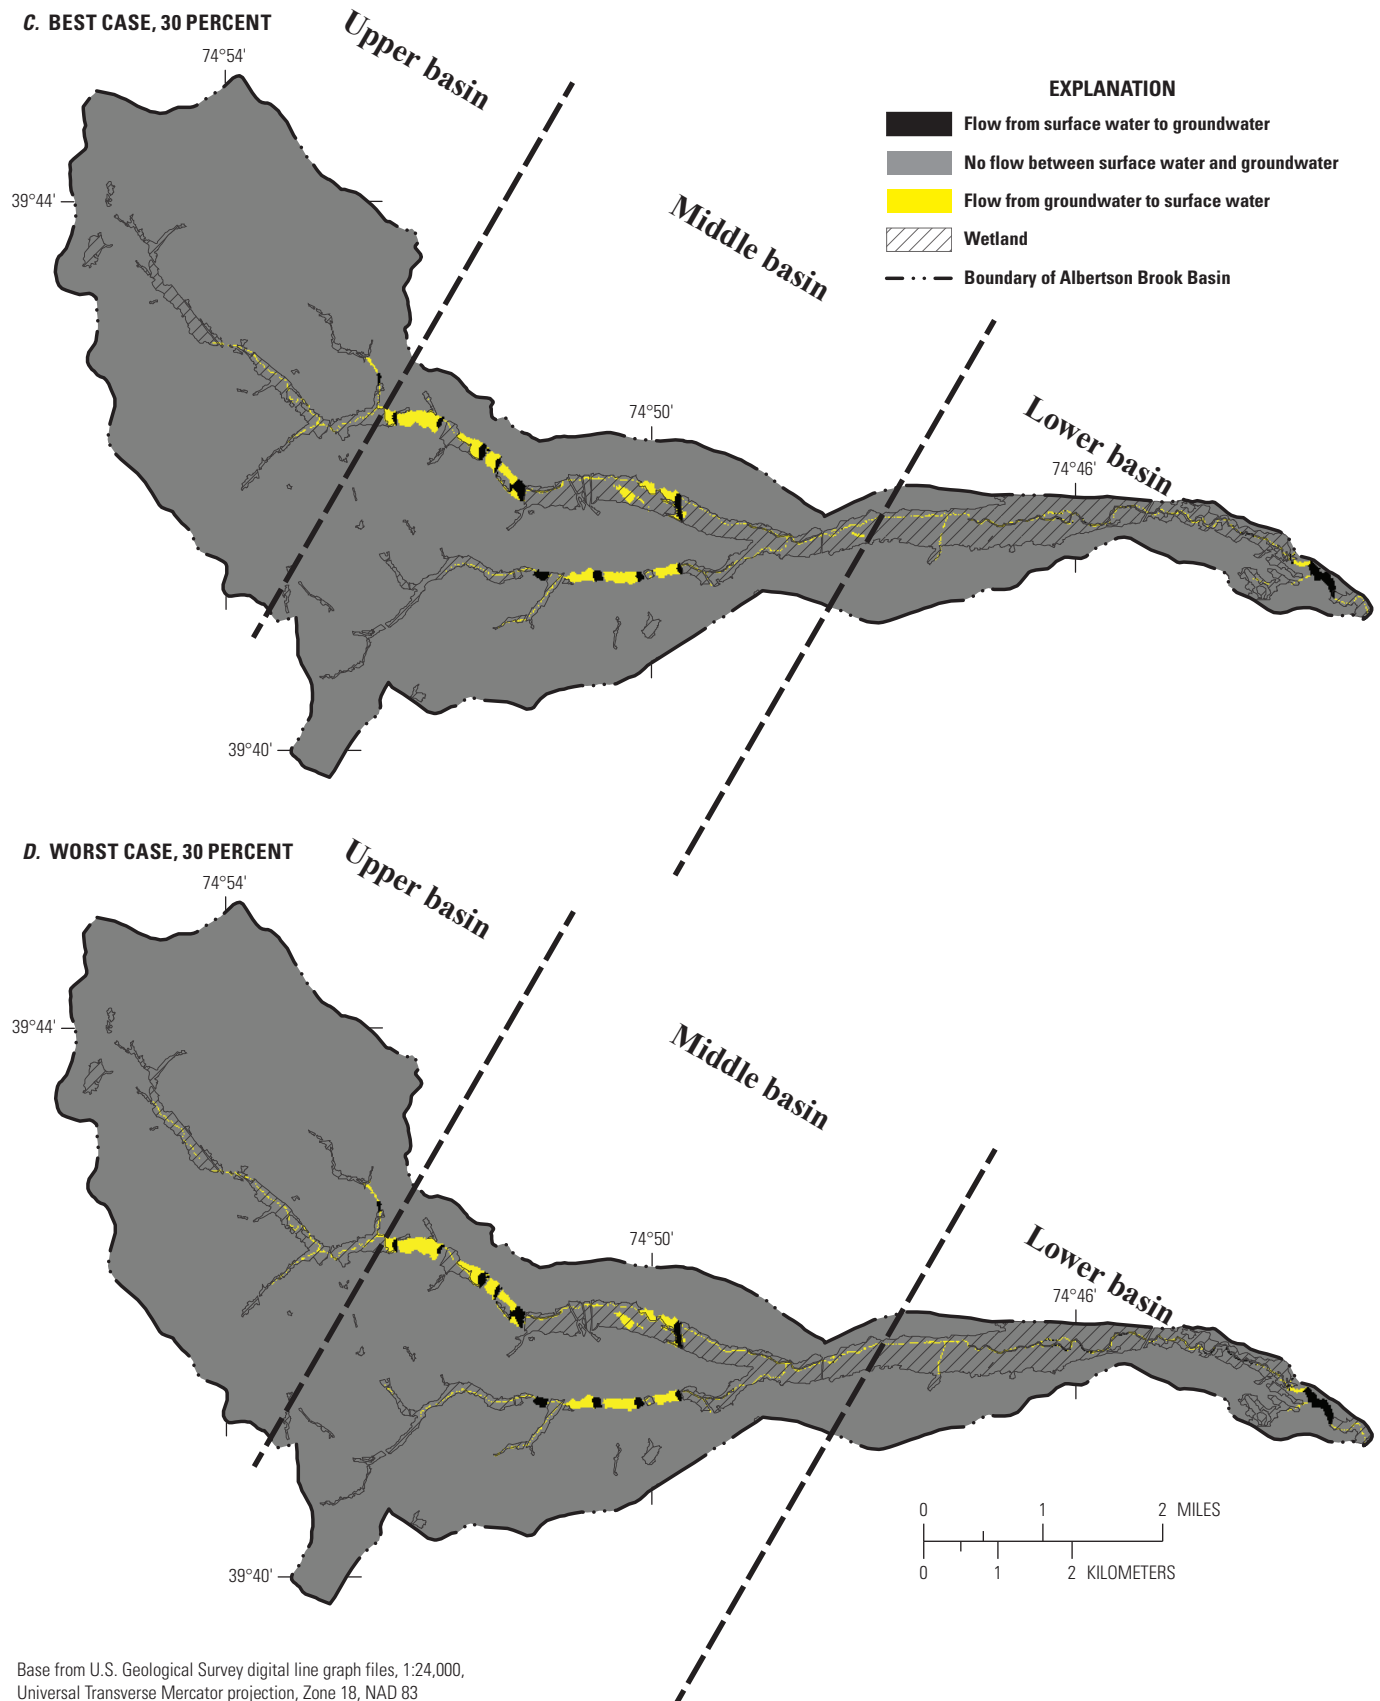 C. BEST CASE, 30 PERCENT
Upper basin
74°54'
EXPLANATION
Flow from surface water to groundwater
No flow between surface water and groundwater
Flow from groundwater to surface water
Wetland
Boundary of Albertson Brook Basin
39°44'
Middle basin
74°50'
Lower basin
74°46'
39°40'
D. WORST CASE, 30 PERCENT
Upper basin
74°54'
39°44'
Middle basin
74°50'
Lower basin
74°46'
0 1 2 MILES
0 1 2 KILOMETERS
39°40'
Base from U.S. Geological Survey digital line graph files, 1:24,000,
Universal Transverse Mercator projection, Zone 18, NAD 83